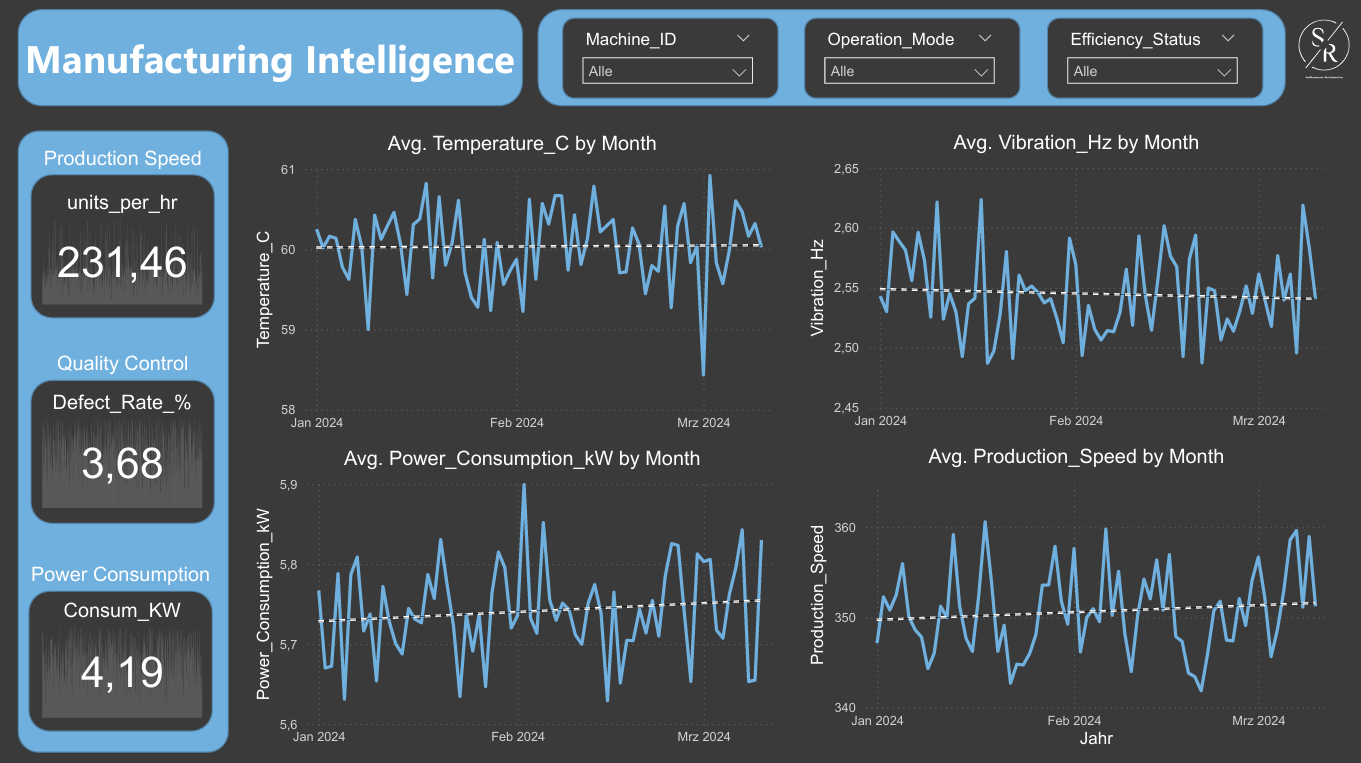 Manufacturing Intelligence
Machine_ID
Alle
Operation_Mode
Alle
Efficiency_Status
Alle
S
R
Production Speed
units_per_hr
231,46
Quality Control
Defect_Rate_%
3,68
Power Consumption
Consum_KW
4,19
Avg. Temperature_C by Month
Temperature_C
61
60
59
58
Jan 2024
Feb 2024
Mrz 2024
Avg. Vibration_Hz by Month
Vibration_Hz
2,65
2,60
2,55
2,50
2,45
Jan 2024
Feb 2024
Mrz 2024
Avg. Power_Consumption_kW by Month
Power_Consumption_kW
5,9
5,8
5,7
5,6
Jan 2024
Feb 2024
Mrz 2024
Avg. Production_Speed by Month
Production_Speed
360
350
340
Jan 2024
Feb 2024
Mrz 2024
Jahr